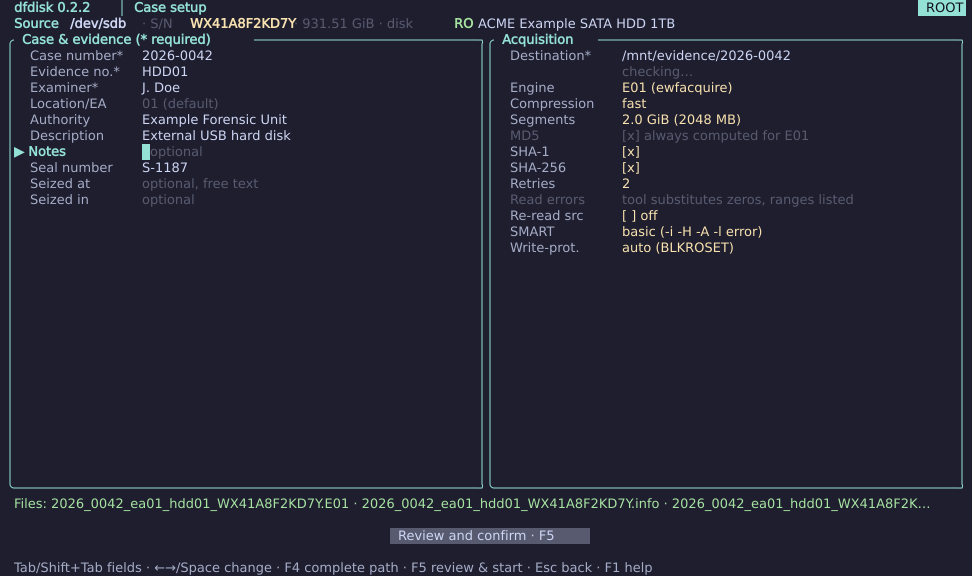 dfdisk 0.2.2 │ Case setup ROOT
Source /dev/sdb · S/N WX41A8F2KD7Y 931.51 GiB · disk RO ACME Example SATA HDD 1TB
Case & evidence (* required)
Case number* 2026-0042
Evidence no.* HDD01
Examiner* J. Doe
Location/EA 01 (default)
Authority Example Forensic Unit
Description External USB hard disk
▶ Notes optional
Seal number S-1187
Seized at optional, free text
Seized in optional
Acquisition
Destination* /mnt/evidence/2026-0042
checking...
Engine E01 (ewfacquire)
Compression fast
Segments 2.0 GiB (2048 MB)
MD5 [x] always computed for E01
SHA-1 [x]
SHA-256 [x]
Retries 2
Read errors tool substitutes zeros, ranges listed
Re-read src [ ] off
SMART basic (-i -H -A -l error)
Write-prot. auto (BLKROSET)
Files: 2026_0042_ea01_hdd01_WX41A8F2KD7Y.E01 · 2026_0042_ea01_hdd01_WX41A8F2KD7Y.info · 2026_0042_ea01_hdd01_WX41A8F2K…
Review and confirm · F5
Tab/Shift+Tab fields · ←→/Space change · F4 complete path · F5 review & start · Esc back · F1 help